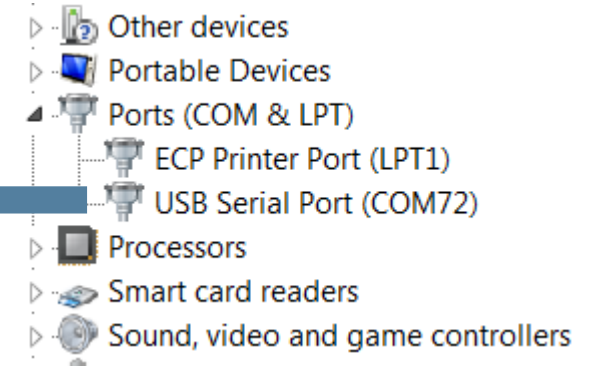 Other devices
Portable Devices
Ports (COM & LPT)
ECP Printer Port (LPT1)
USB Serial Port (COM72)
Processors
Smart card readers
Sound, video and game controllers